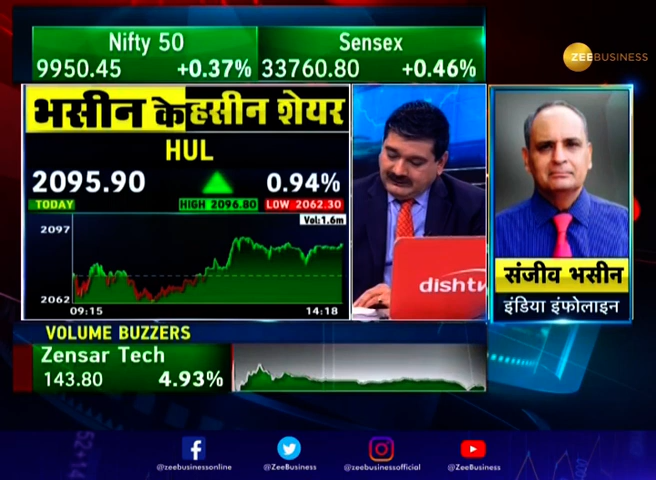 Nifty 50
9950.45 +0.37%
Sensex
33760.80 +0.46%
ZEEBUSINESS
भसीन के हसीन शेयर
HUL
2095.90 0.94%
TODAY HIGH 2096.80 LOW 2062.30
Vol:1.6m
2097
2062
09:15 14:18
dishtv
संजीव भसीन
इंडिया इंफोलाइन
VOLUME BUZZERS
Zensar Tech
143.80 4.93%
@zeebusinessonline @ZeeBusiness @zeebusinessofficial @ZeeBusiness